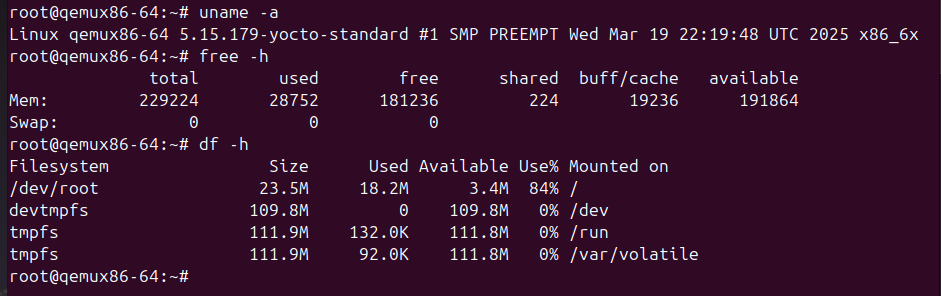 root@qemux86-64:~# uname -a
Linux qemux86-64 5.15.179-yocto-standard #1 SMP PREEMPT Wed Mar 19 22:19:48 UTC 2025 x86_6x
root@qemux86-64:~# free -h
              total        used        free      shared  buff/cache   available
Mem:         229224       28752      181236         224       19236      191864
Swap:             0           0           0
root@qemux86-64:~# df -h
Filesystem                Size      Used Available Use% Mounted on
/dev/root                23.5M     18.2M      3.4M  84% /
devtmpfs                109.8M         0    109.8M   0% /dev
tmpfs                   111.9M    132.0K    111.8M   0% /run
tmpfs                   111.9M     92.0K    111.8M   0% /var/volatile
root@qemux86-64:~#